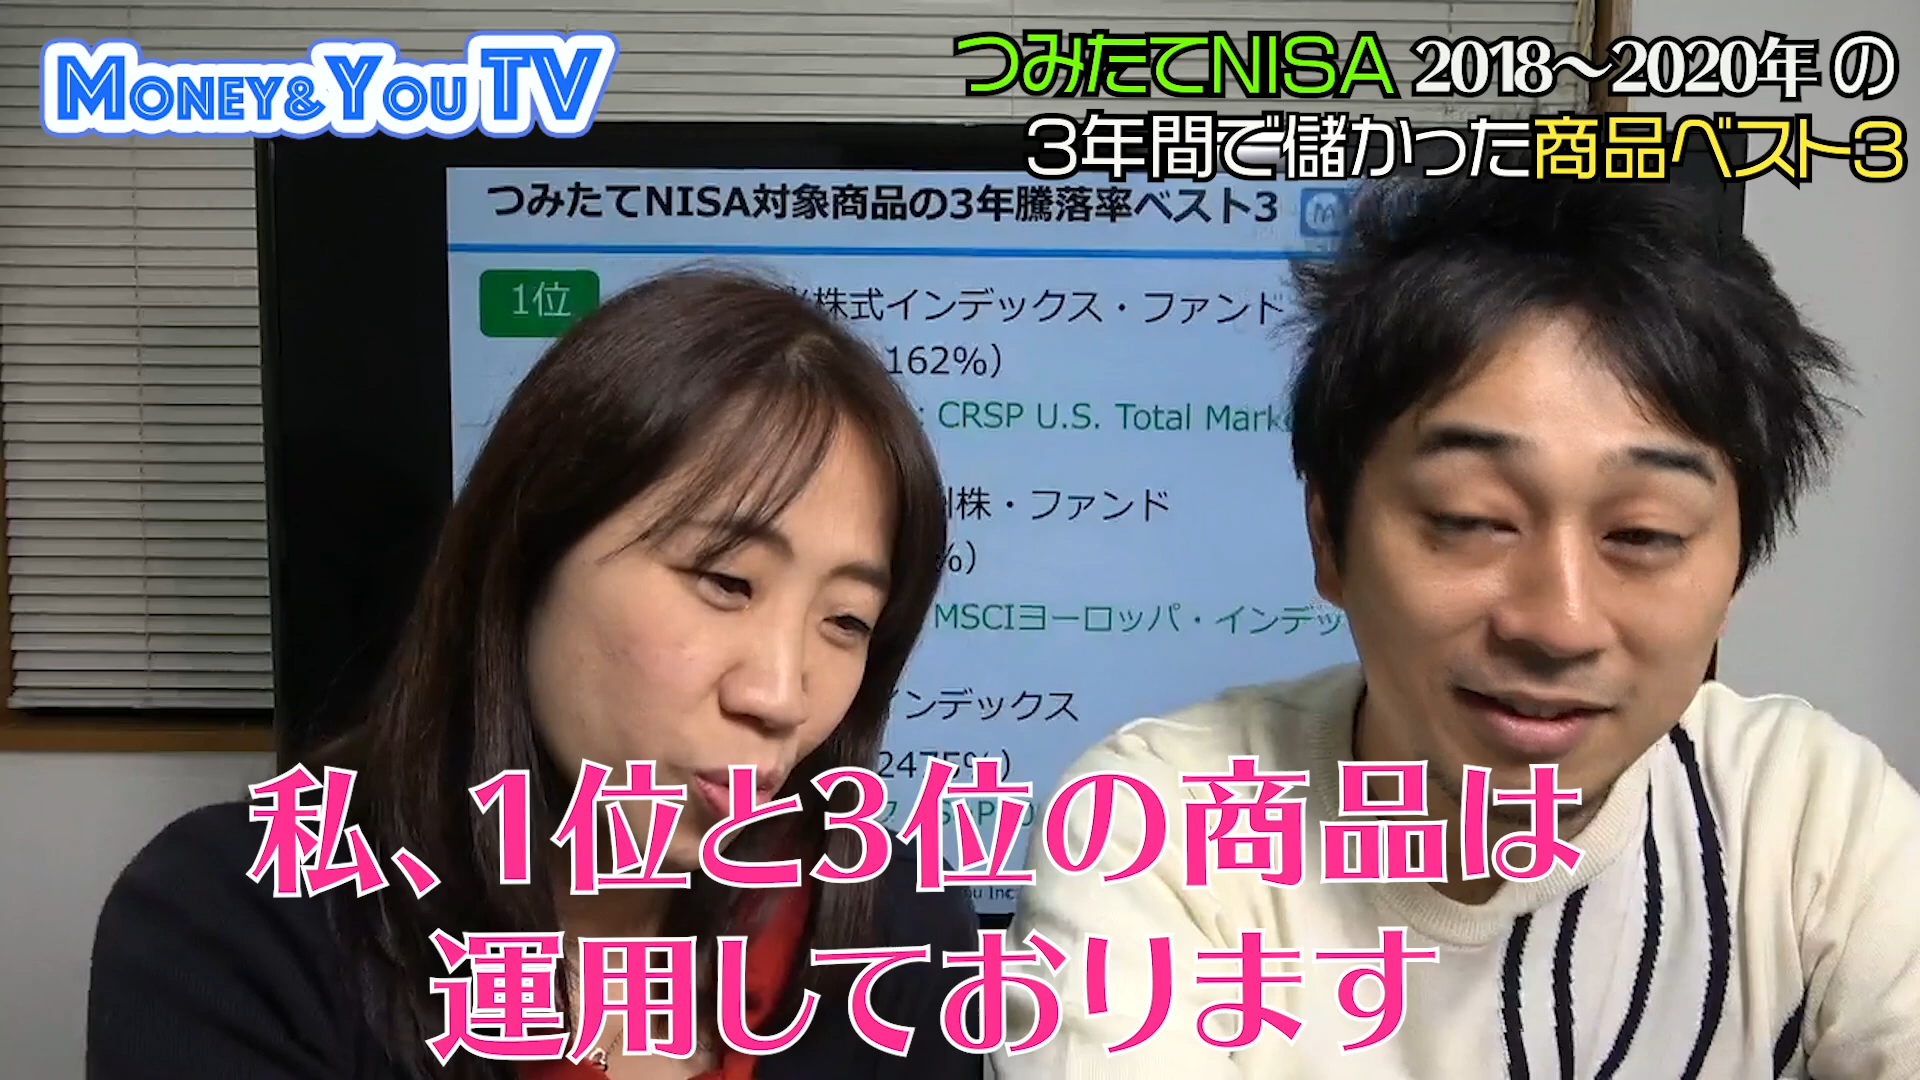 MONEY&YOU TV
つみたてNISA 2018～2020年 の
3年間で儲かった商品ベスト3
つみたてNISA対象商品の3年騰落率ベスト3
1位
株式インデックス・ファンド
162%）
: CRSP U.S. Total Mark
株・ファンド
%）
MSCIヨーロッパ・インデッ
インデックス
私、1位と3位の商品は
運用しております